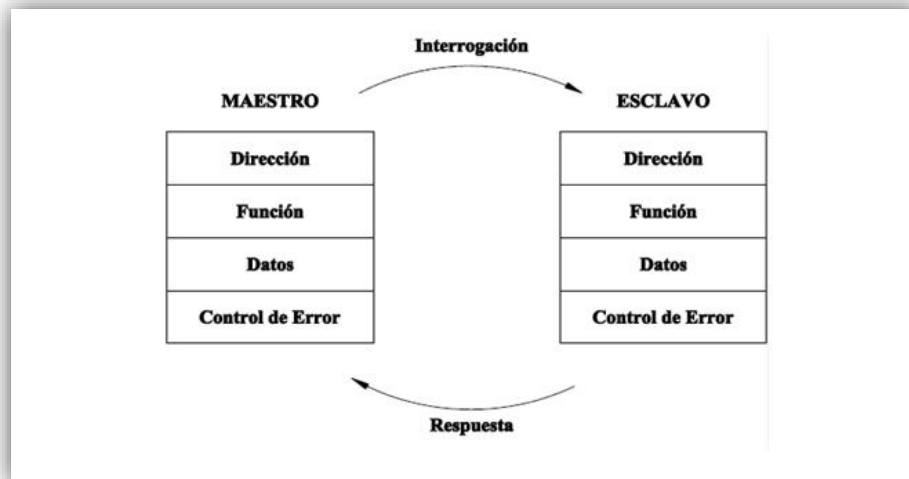 Interrogación
MAESTRO
ESCLAVO
Dirección
Dirección
Función
Función
Datos
Datos
Control de Error
Control de Error
Respuesta